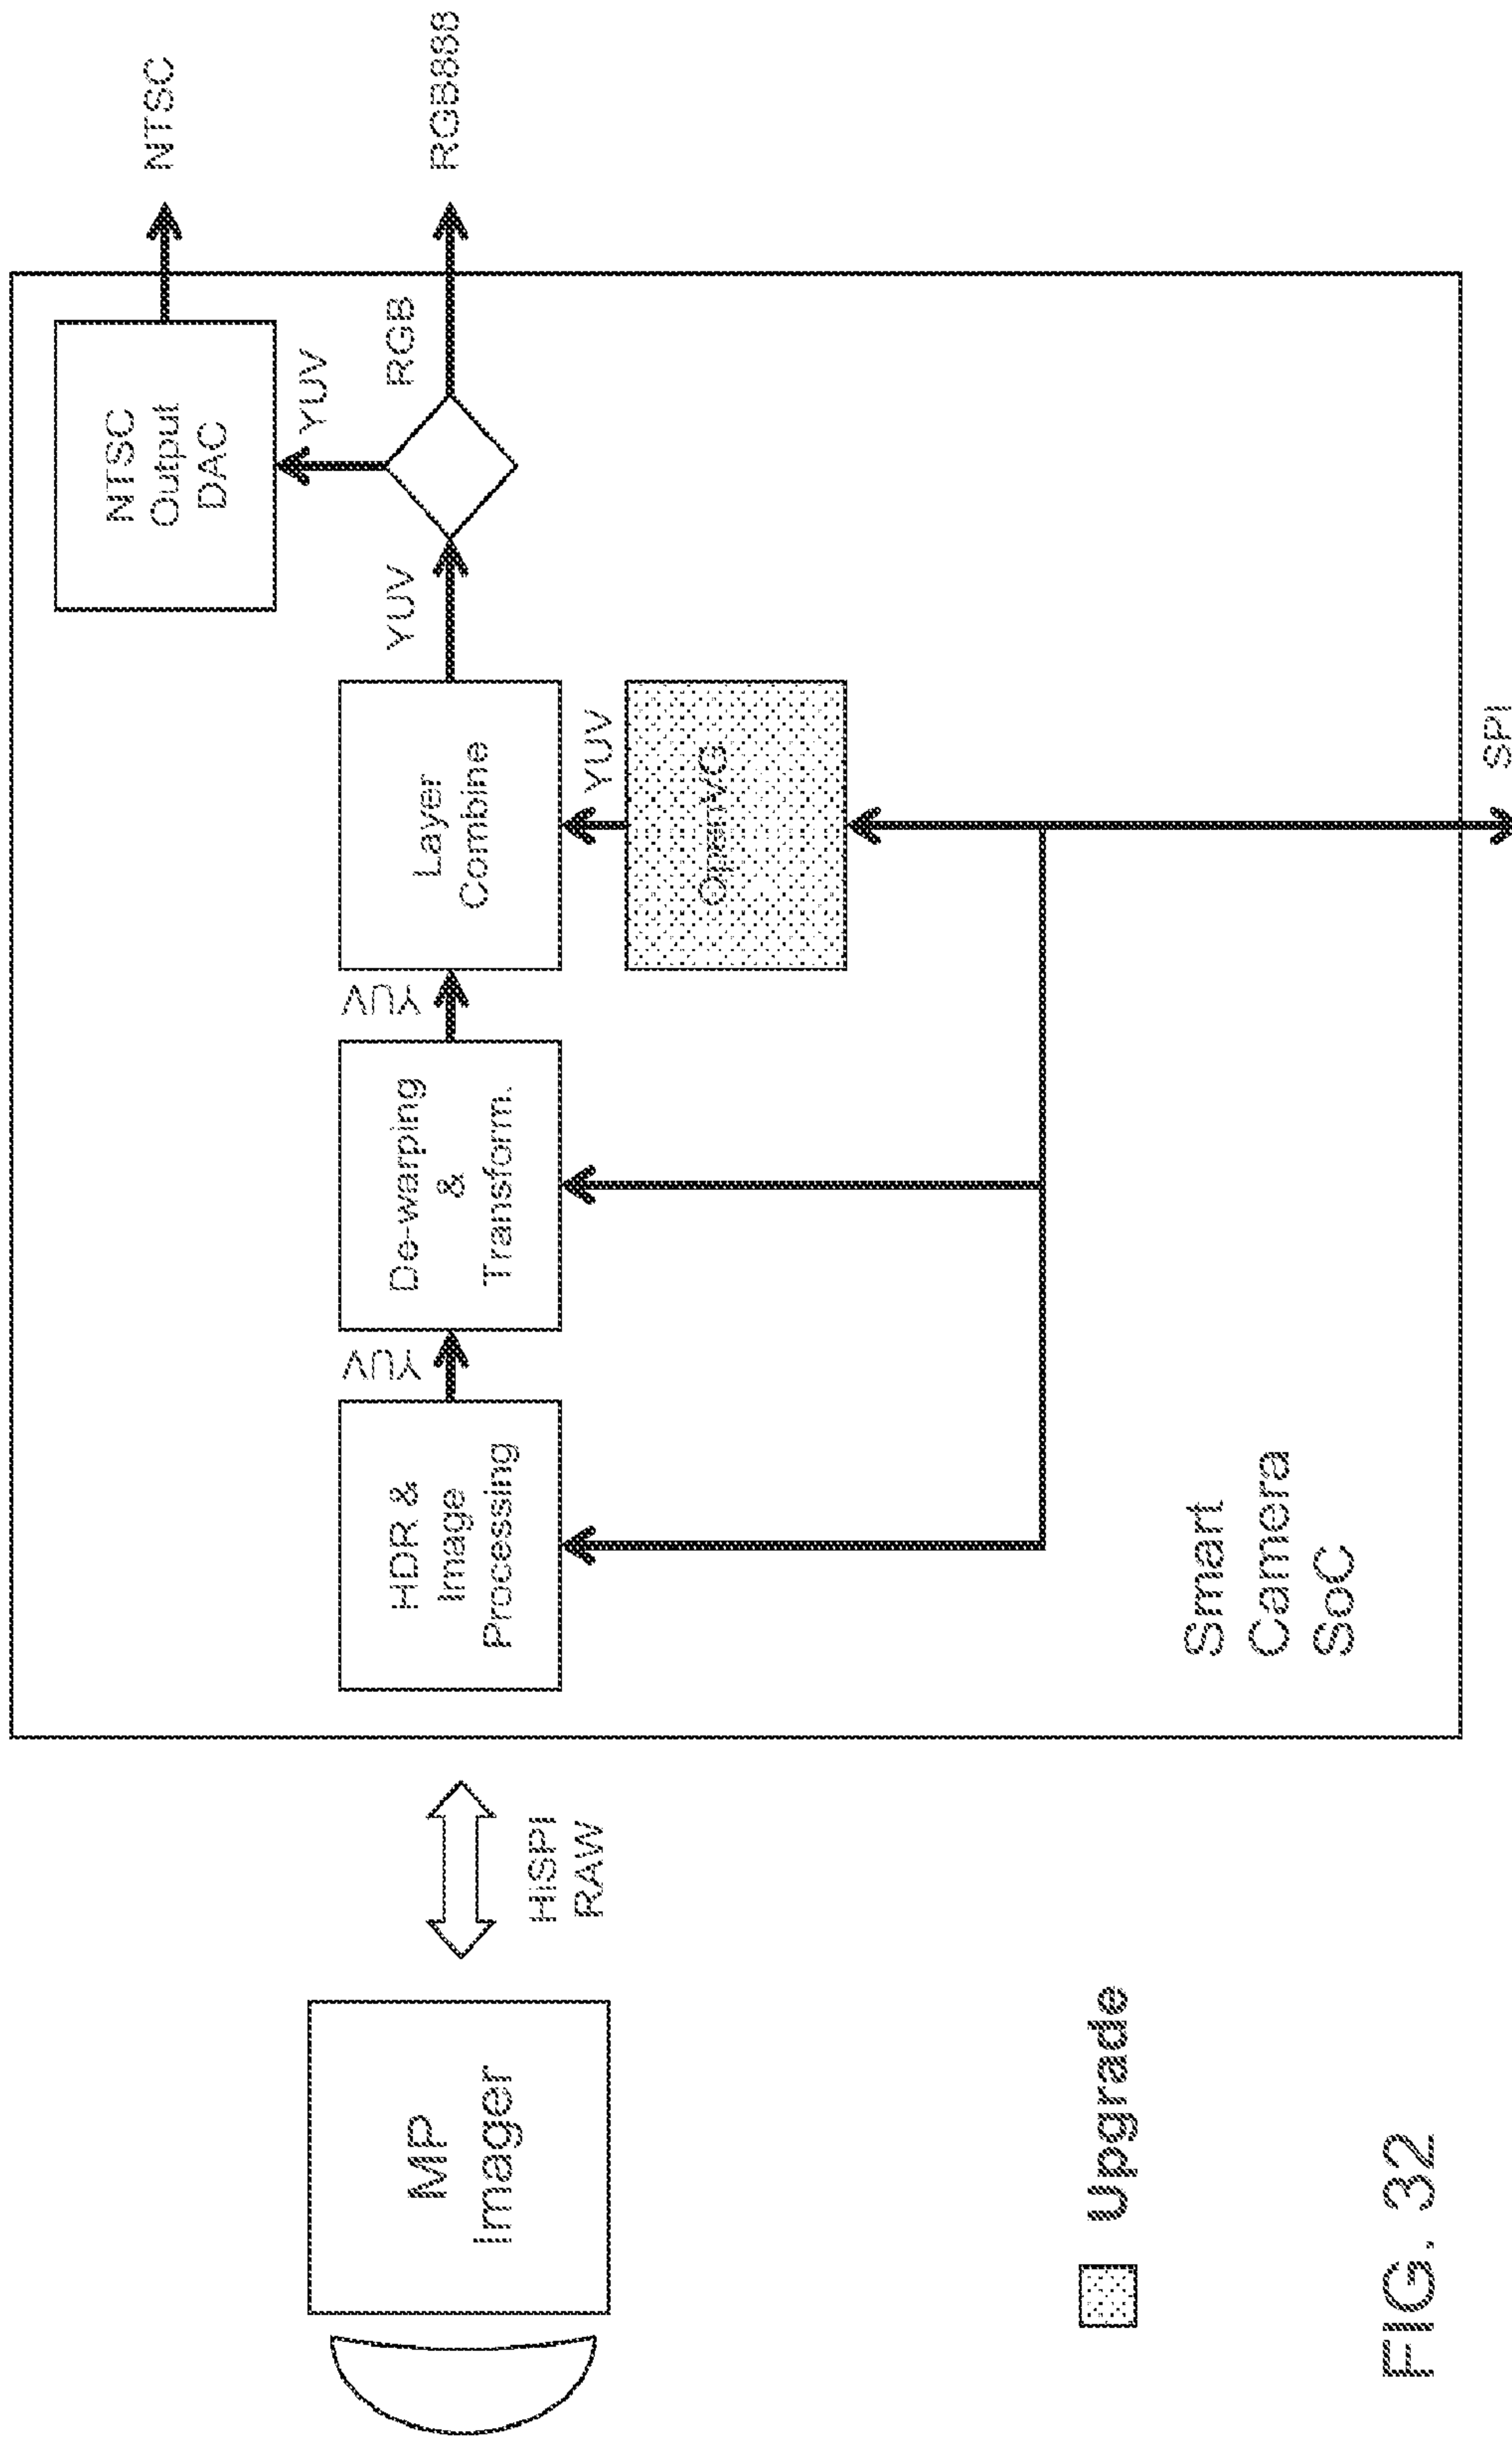 MP
Imager
HiSPI
RAW
HDR &
Image
Processing
YUV
De-warping
&
Transform.
YUV
Layer
Combine
YUV
OpenVG
YUV
NTSC
Output
DAC
YUV
RGB
NTSC
RGB888
SPI
Smart
Camera
SoC
Upgrade
FIG. 32